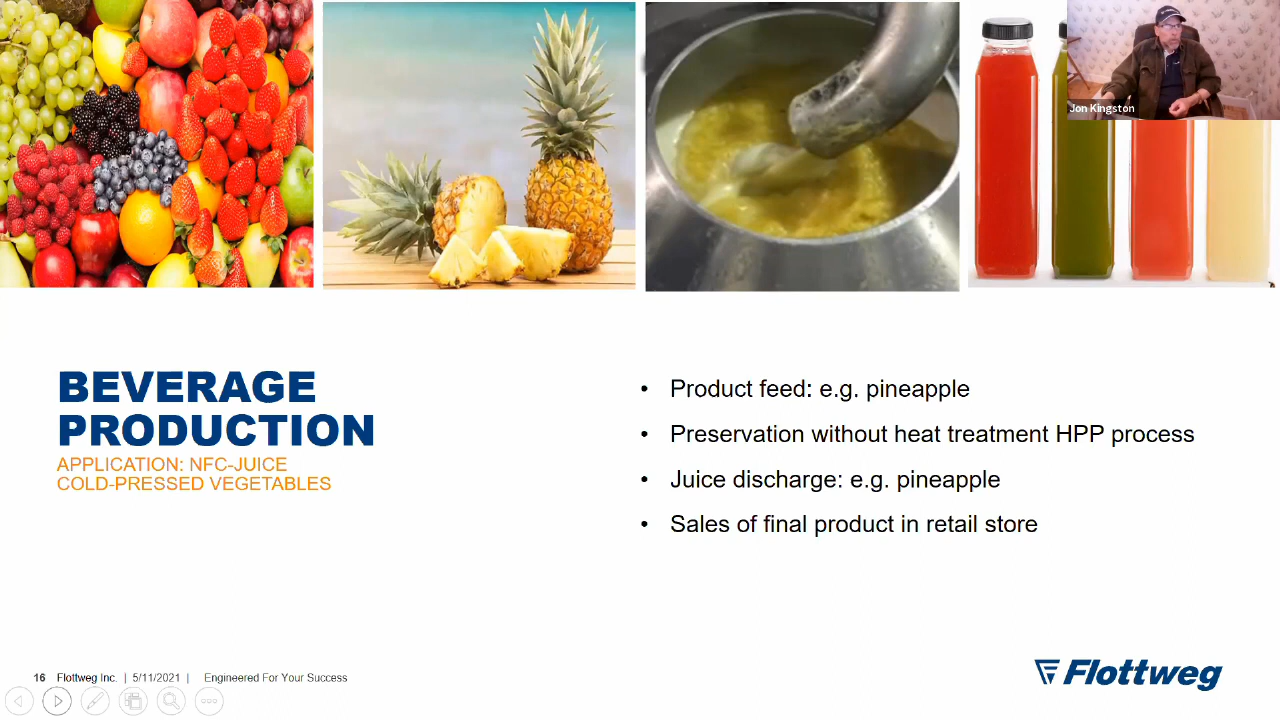 Jon Kingston
BEVERAGE
PRODUCTION
APPLICATION: NFC-JUICE
COLD-PRESSED VEGETABLES
• Product feed: e.g. pineapple
• Preservation without heat treatment HPP process
• Juice discharge: e.g. pineapple
• Sales of final product in retail store
16 Flottweg Inc. | 5/11/2021 | Engineered For Your Success
Flottweg